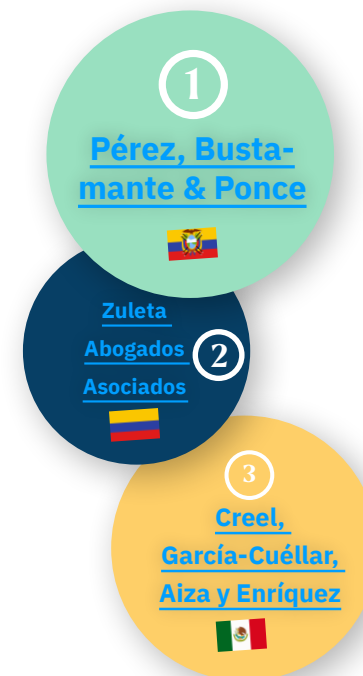 1
Pérez, Busta-
mante & Ponce
Zuleta
Abogados
2
Asociados
3
Creel,
García-Cuéllar,
Aiza y Enríquez